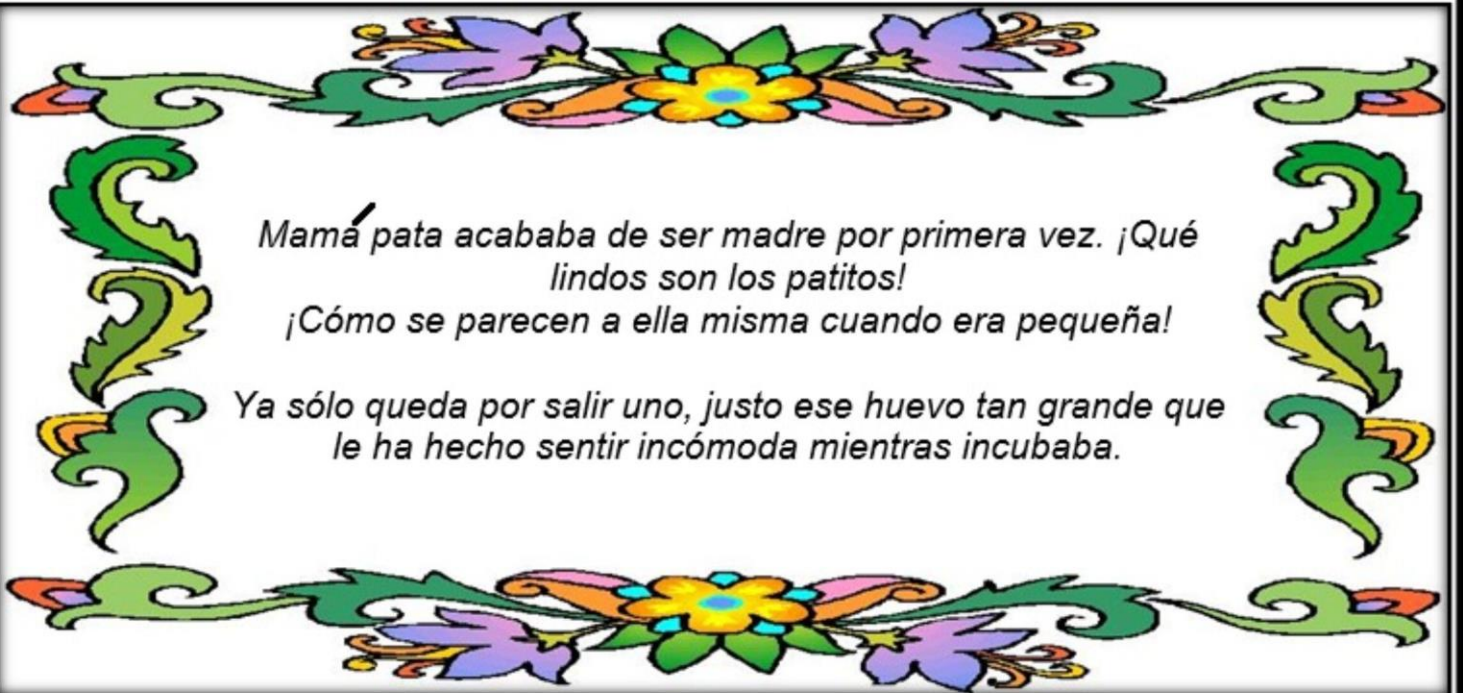 Mamá pata acababa de ser madre por primera vez. ¡Qué
lindos son los patitos!
¡Cómo se parecen a ella misma cuando era pequeña!
Ya sólo queda por salir uno, justo ese huevo tan grande que
le ha hecho sentir incómoda mientras incubaba.